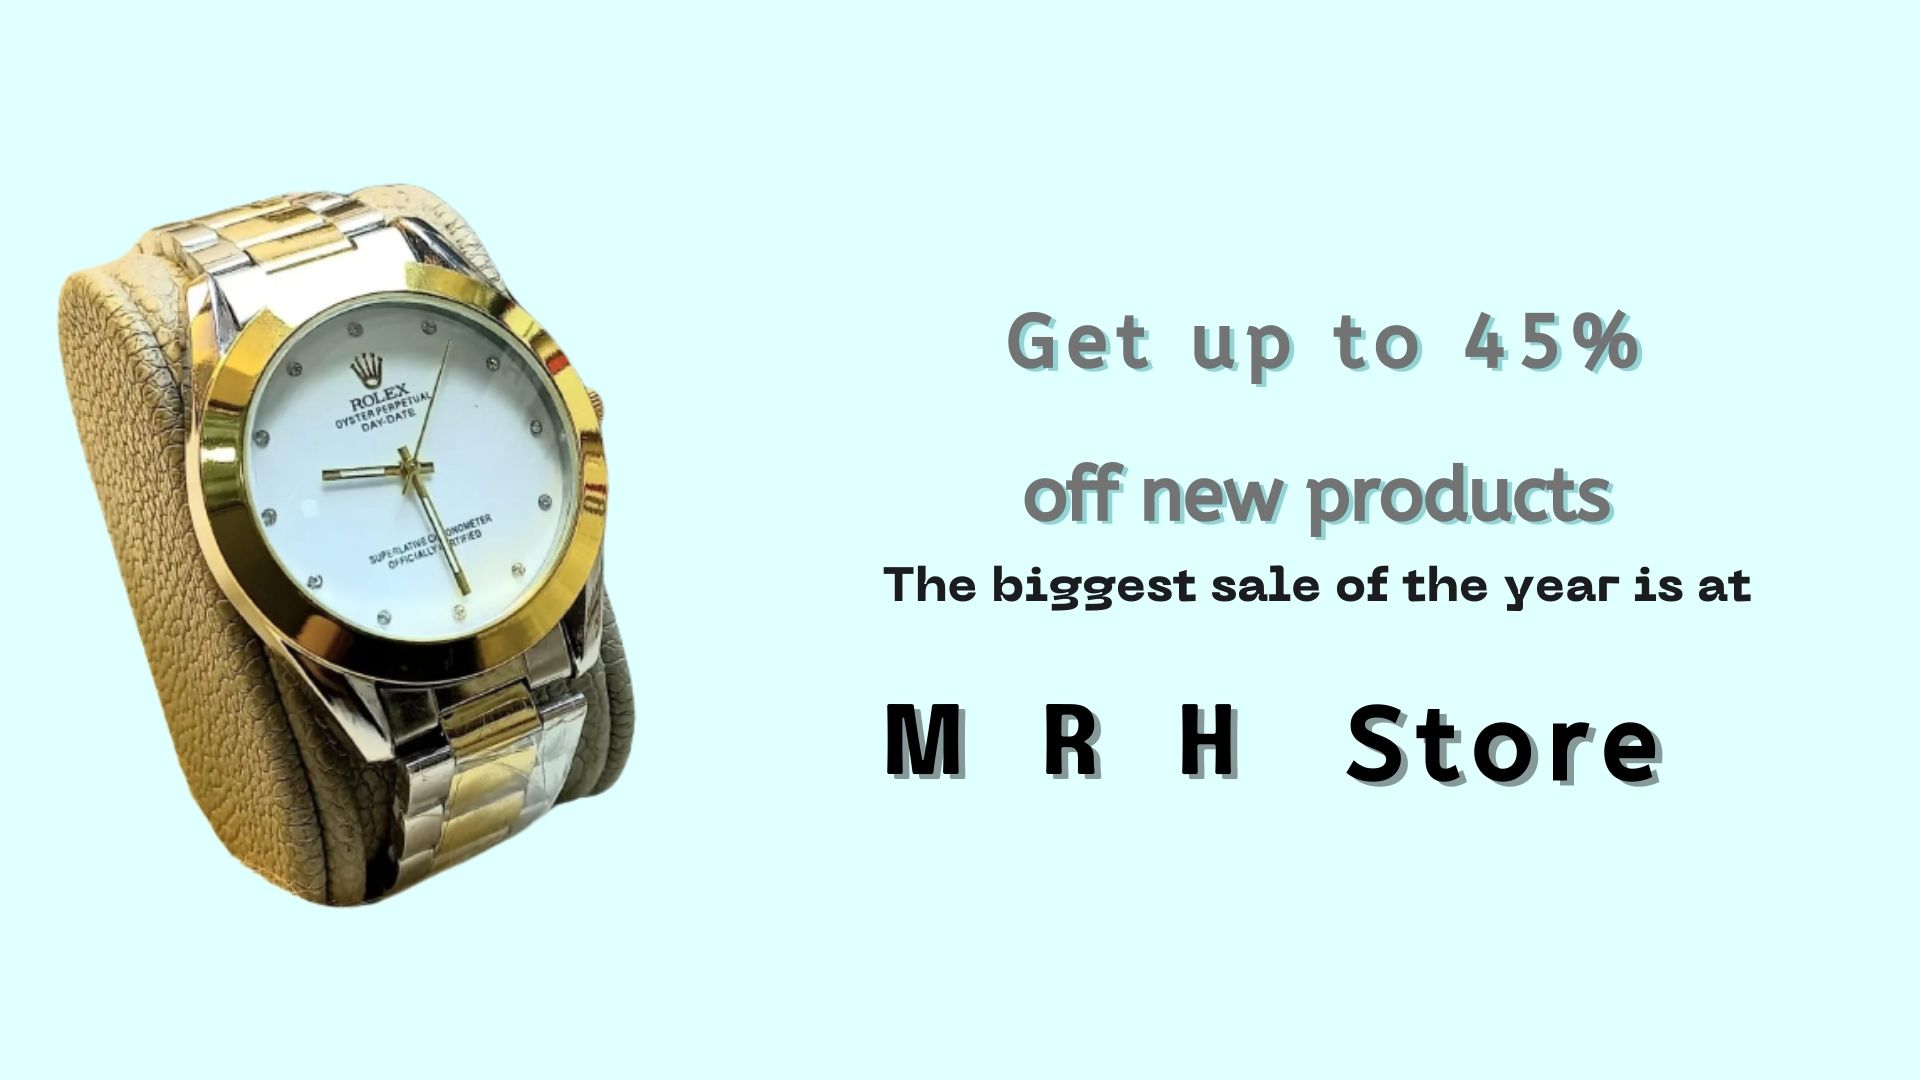 ROLEX
OYSTER PERPETUAL
DAY-DATE
SUPERLATIVE
OFFICIALLY
Get up to 45%
off new products
The biggest sale of the year is at
M R H Store